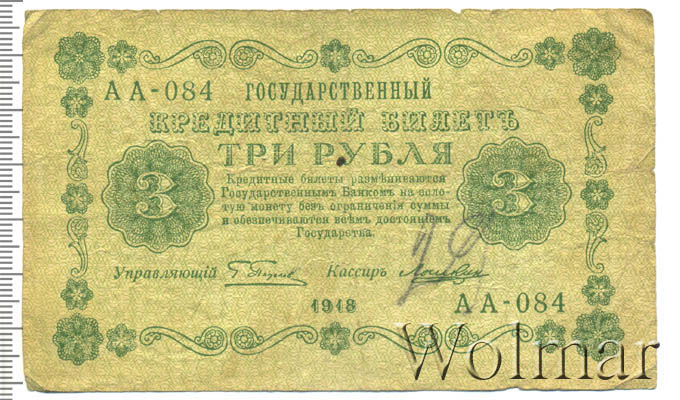 АА-084 ГОСУДАРСТВЕННЫЙ
КРЕДИТНЫЙ БИЛЕТЪ
ТРИ РУБЛЯ
3 3
Кредитные билеты размѣниваются
Государственнымъ Банкомъ на золо-
тую монету безъ ограниченія суммы
и обезпечиваются всѣмъ достояніемъ
Государства.
Управляющій Кассиръ
1918 АА-084
Wolmar